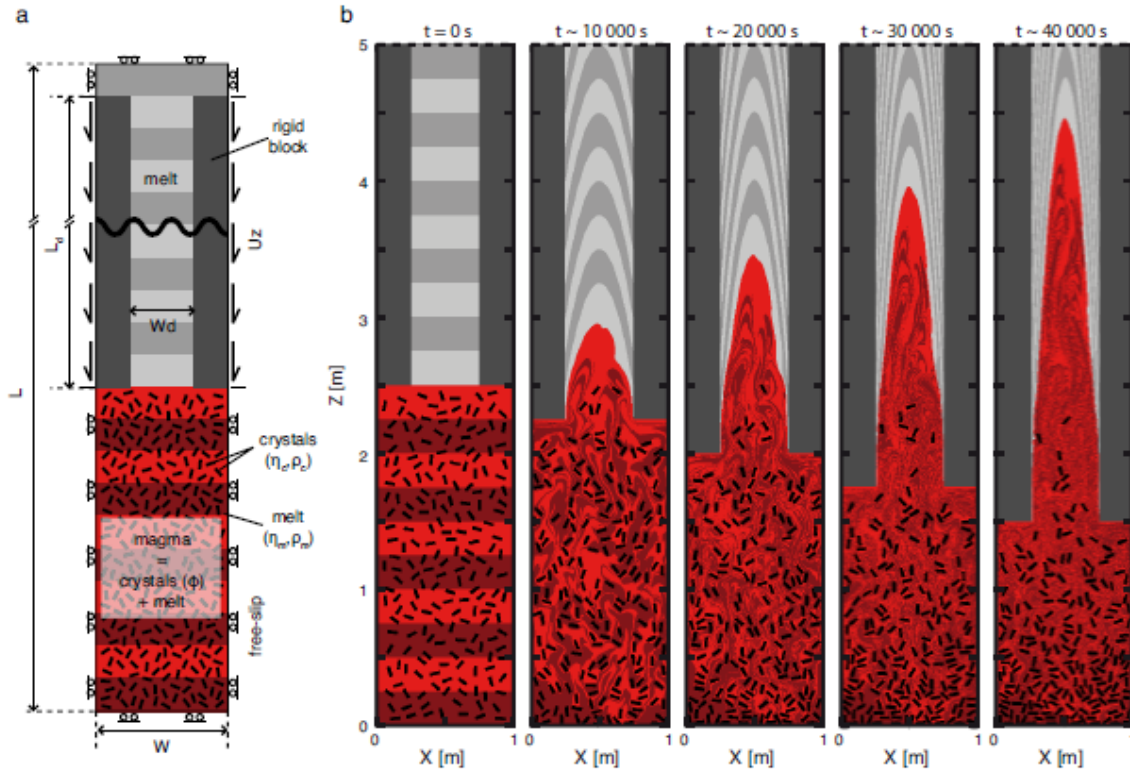 a
rigid
block
melt
Ld
Uz
Wd
L
crystals
(ηc,ρc)
melt
(ηm,ρm)
magma
=
crystals (ϕ)
+ melt
free-slip
W
b
t = 0 s
t ~ 10 000 s
t ~ 20 000 s
t ~ 30 000 s
t ~ 40 000 s
5
4
3
Z [m]
2
1
0
0 1 0 1 0 1 0 1 0 1
X [m] X [m] X [m] X [m] X [m]